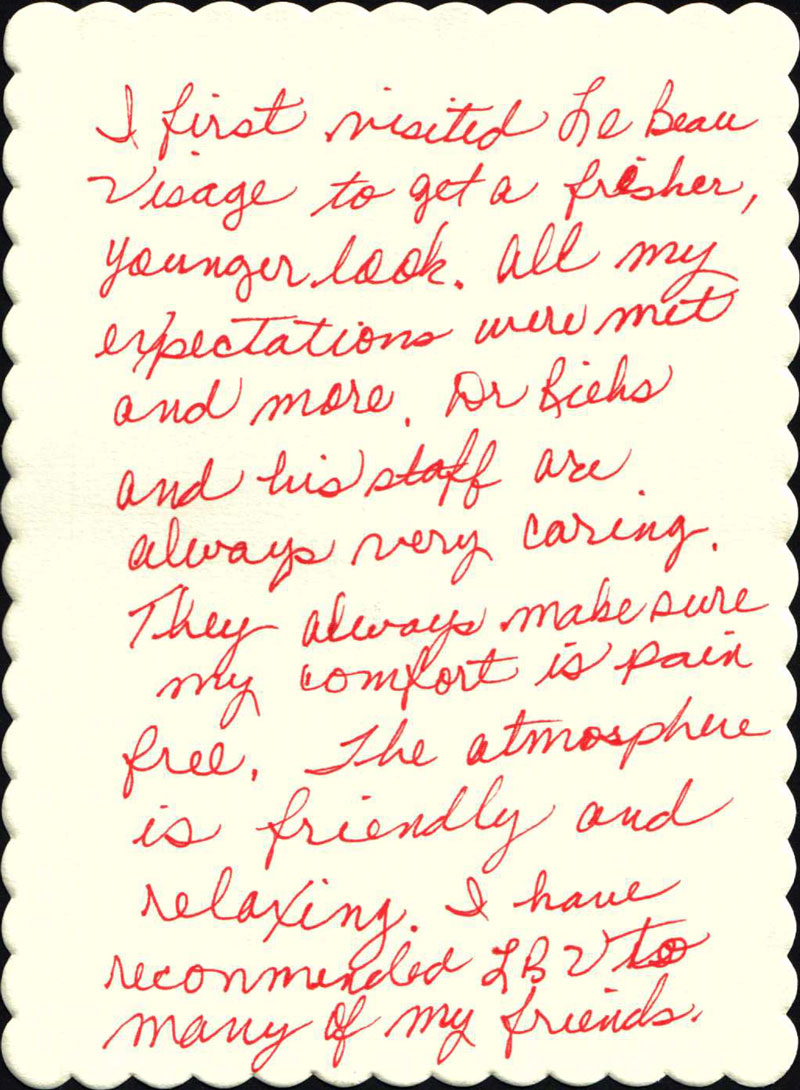 I first visited Le Beau
Visage to get a fresher,
younger look. All my
expectations were met
and more. Dr Riehs
and his staff are
always very caring.
They always make sure
my comfort is pain
free. The atmosphere
is friendly and
relaxing. I have
recommended LBV to
many of my friends.